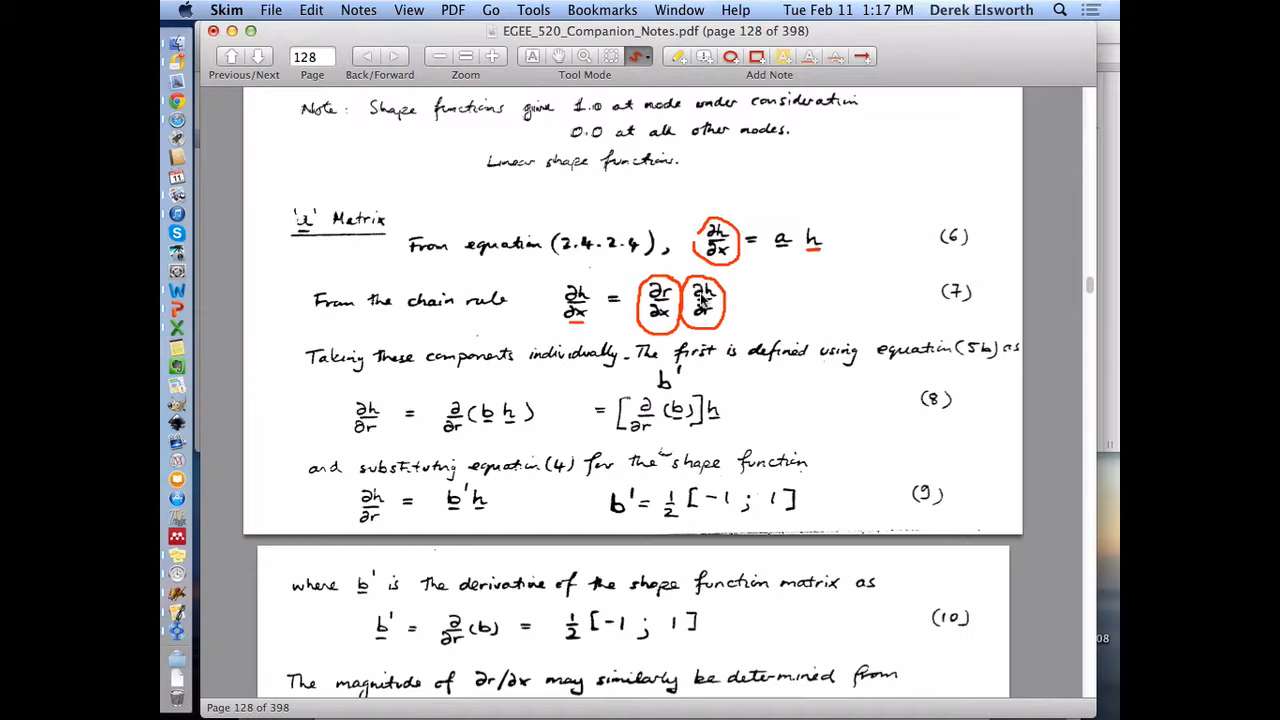 Skim File Edit Notes View PDF Go Tools Bookmarks Window Help Tue Feb 11 1:17 PM Derek Elsworth
EGEE_520_Companion_Notes.pdf (page 128 of 398)
128
Previous/Next Page Back/Forward Zoom Tool Mode Add Note
Note: Shape functions give 1.0 at node under consideration
0.0 at all other nodes.
Linear shape functions.
'a' Matrix
From equation (2.4.2.4), ∂h/∂x = a h (6)
From the chain rule ∂h/∂x = ∂r/∂x ∂h/∂r (7)
Taking these components individually. The first is defined using equation (5b) as
b'
∂h/∂r = ∂/∂r (b h) = [∂/∂r (b)] h (8)
and substituting equation (4) for the shape function
∂h/∂r = b'h b' = 1/2 [-1 ; 1] (9)
where b' is the derivative of the shape function matrix as
b' = ∂/∂r (b) = 1/2 [-1 ; 1] (10)
The magnitude of ∂r/∂x may similarly be determined from
Page 128 of 398